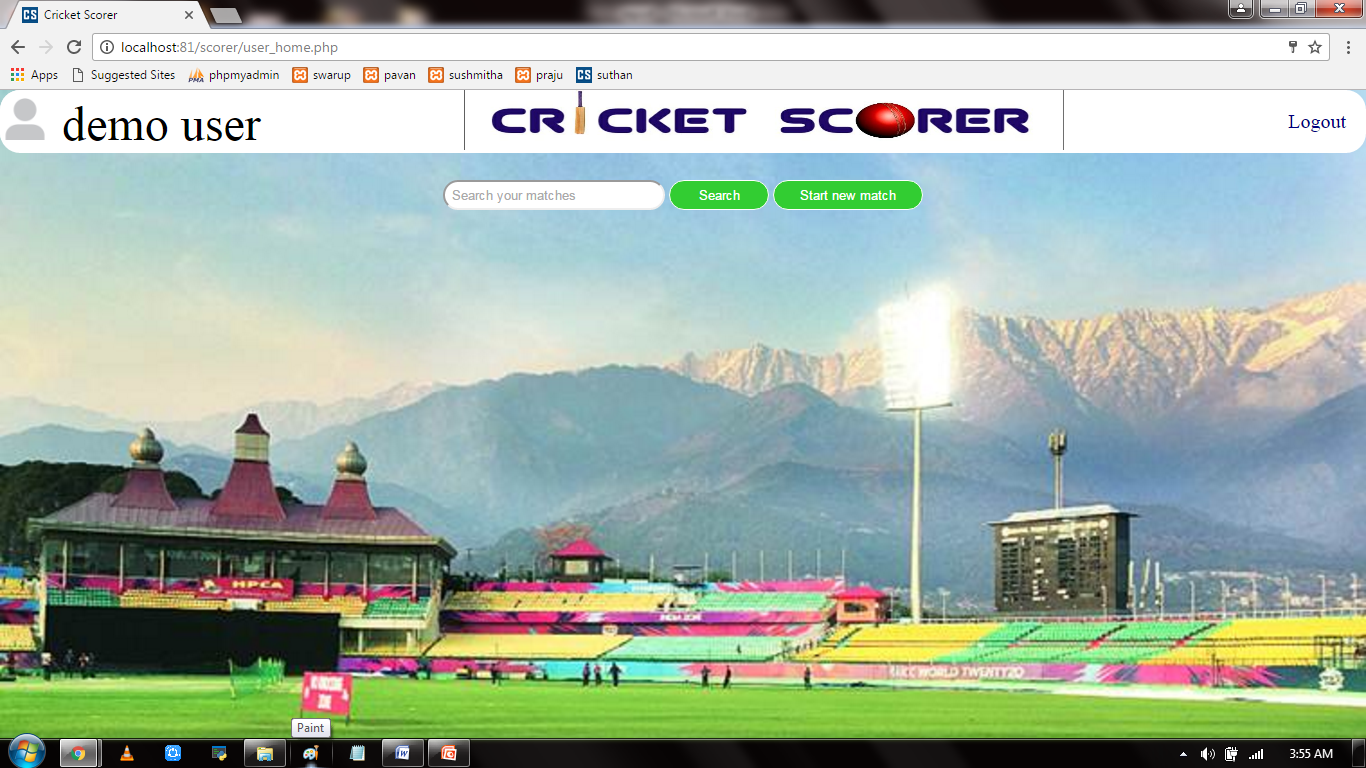 Cricket Scorer
localhost:81/scorer/user_home.php
Apps Suggested Sites phpmyadmin swarup pavan sushmitha praju suthan
demo user CRICKET SCORER Logout
Search your matches Search Start new match
HPCA
WORLD TWENTY20
ZONE
Paint
3:55 AM